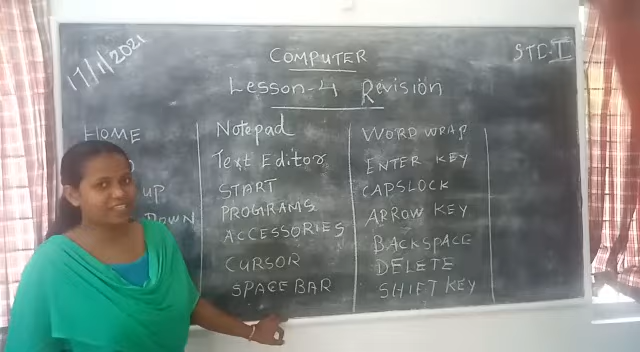 17/1/2021
COMPUTER
STD-I
Lesson-4 Revision
HOME
UP
DOWN
Notepad
Text Editor
START
PROGRAMS
ACCESSORIES
CURSOR
SPACE BAR
WORD WRAP
ENTER KEY
CAPSLOCK
ARROW KEY
BACKSPACE
DELETE
SHIFT KEY